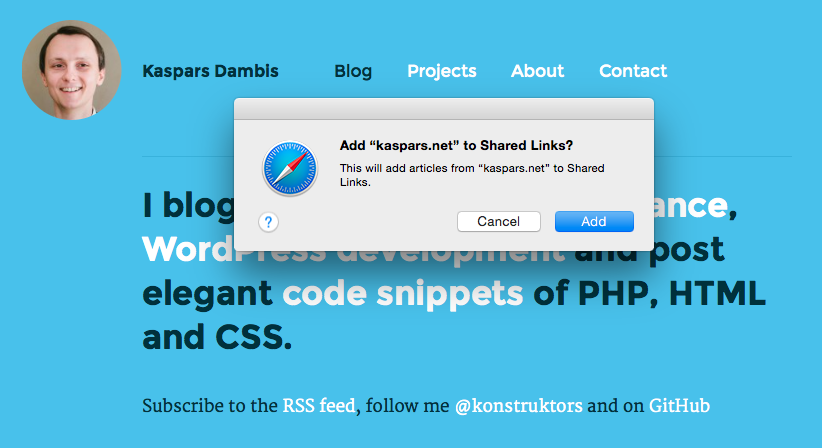 Kaspars Dambis Blog Projects About Contact
Add “kaspars.net” to Shared Links?
This will add articles from “kaspars.net” to Shared
Links.
?
Cancel Add
I blog ance,
WordPress development and post
elegant code snippets of PHP, HTML
and CSS.
Subscribe to the RSS feed, follow me @konstruktors and on GitHub